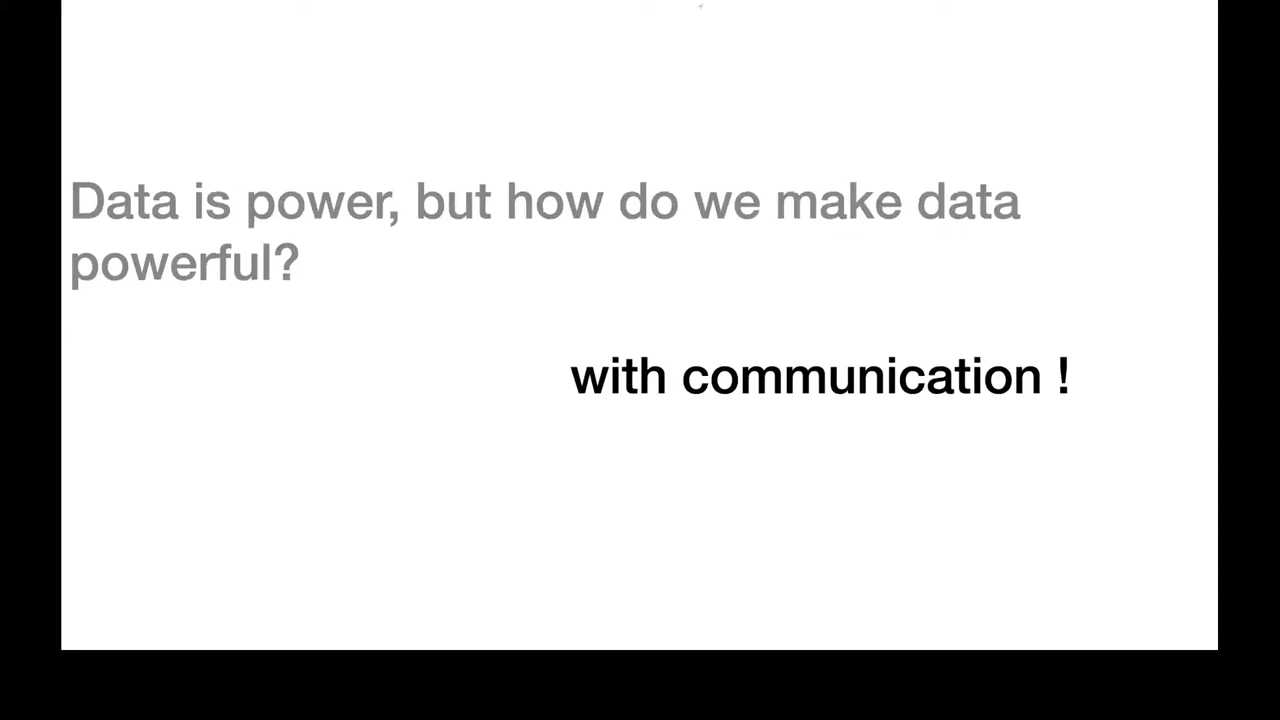 Data is power, but how do we make data
powerful?
with communication !